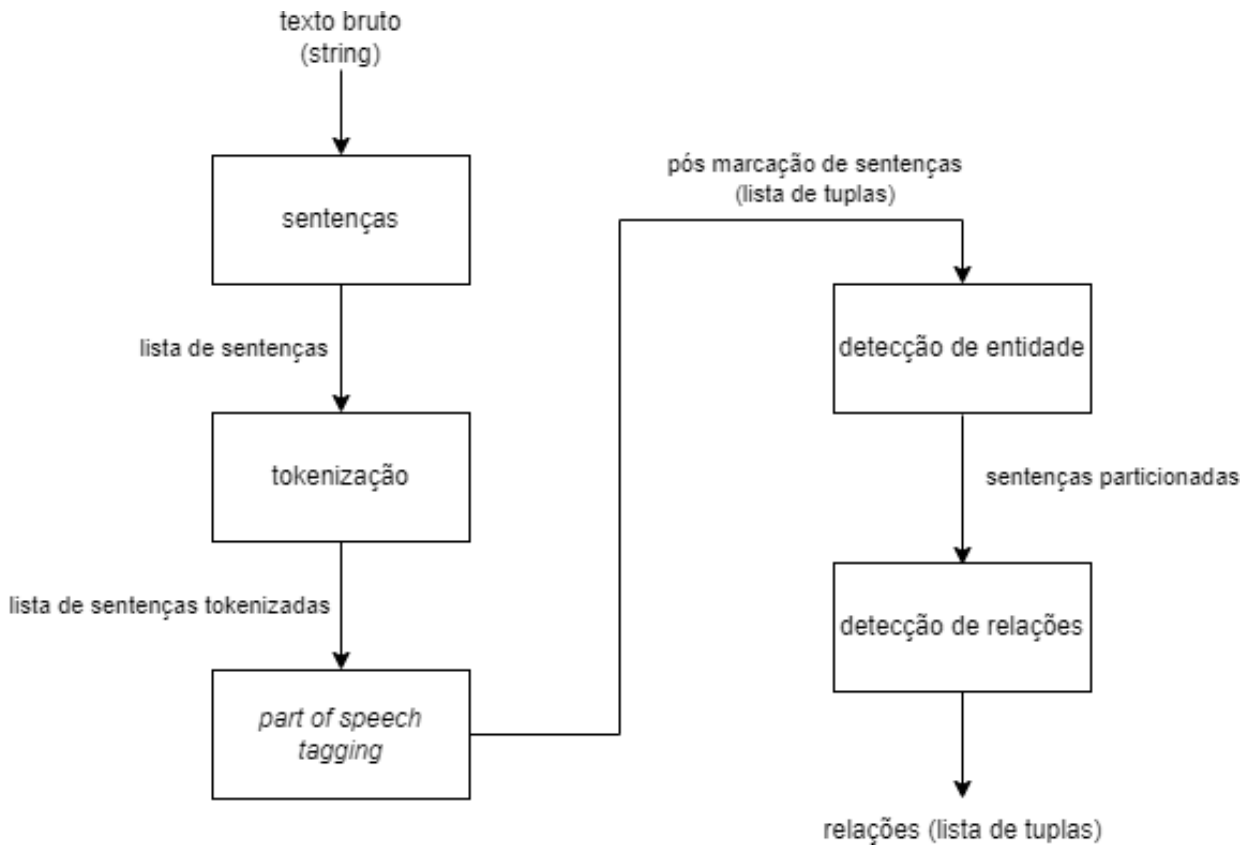 texto bruto
(string)
sentenças
lista de sentenças
tokenização
lista de sentenças tokenizadas
part of speech
tagging
pós marcação de sentenças
(lista de tuplas)
detecção de entidade
sentenças particionadas
detecção de relações
relações (lista de tuplas)